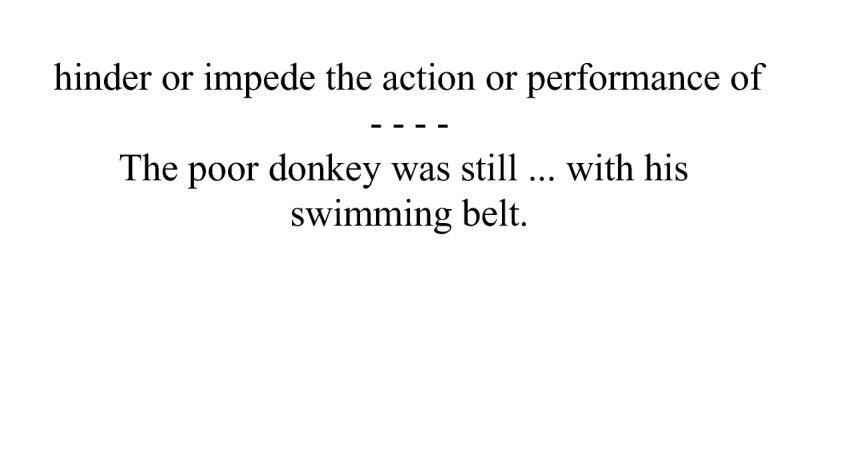 hinder or impede the action or performance of
- - - -
The poor donkey was still ... with his
swimming belt.